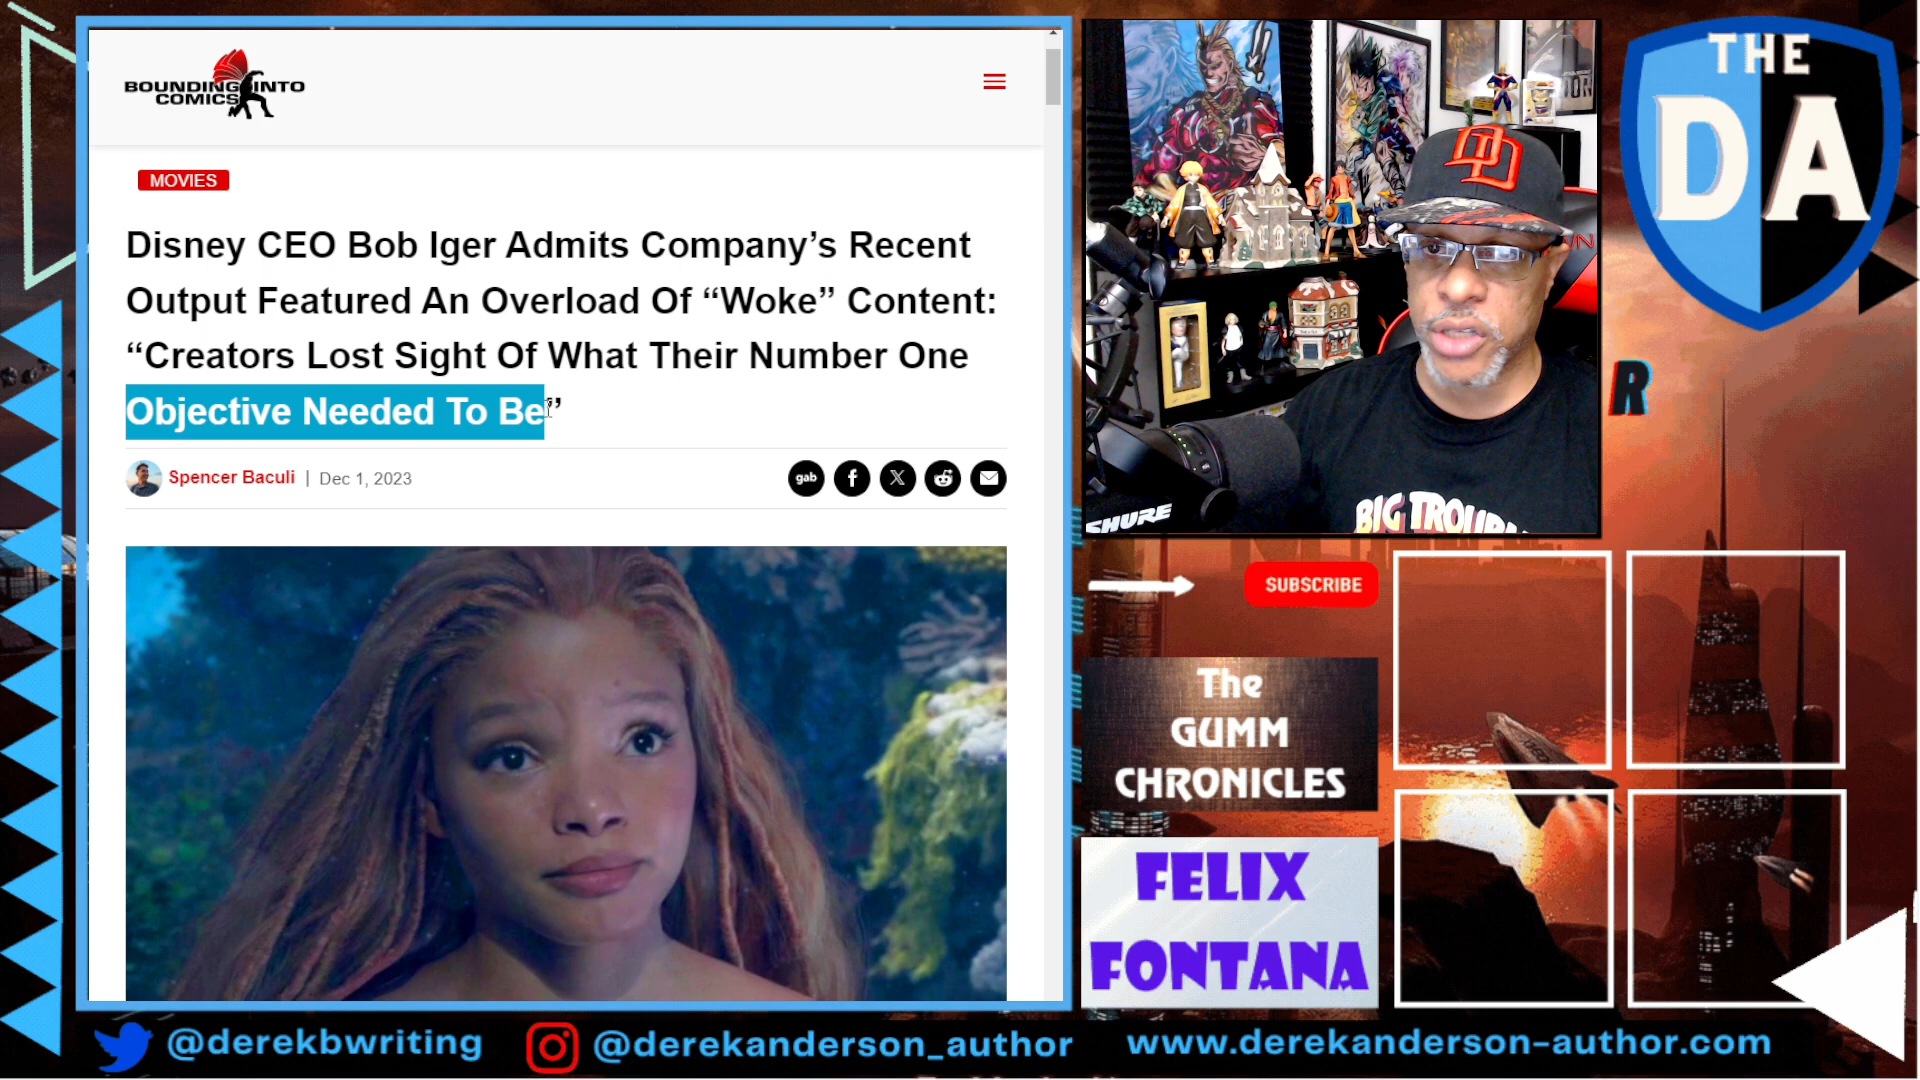 BOUNDING INTO
COMICS
MOVIES
Disney CEO Bob Iger Admits Company’s Recent
Output Featured An Overload Of “Woke” Content:
“Creators Lost Sight Of What Their Number One
Objective Needed To Be”
Spencer Baculi | Dec 1, 2023
gab
SHURE
THE
DA
R
SUBSCRIBE
The
GUMM
CHRONICLES
FELIX
FONTANA
@derekbwriting
@derekanderson_author
www.derekanderson-author.com